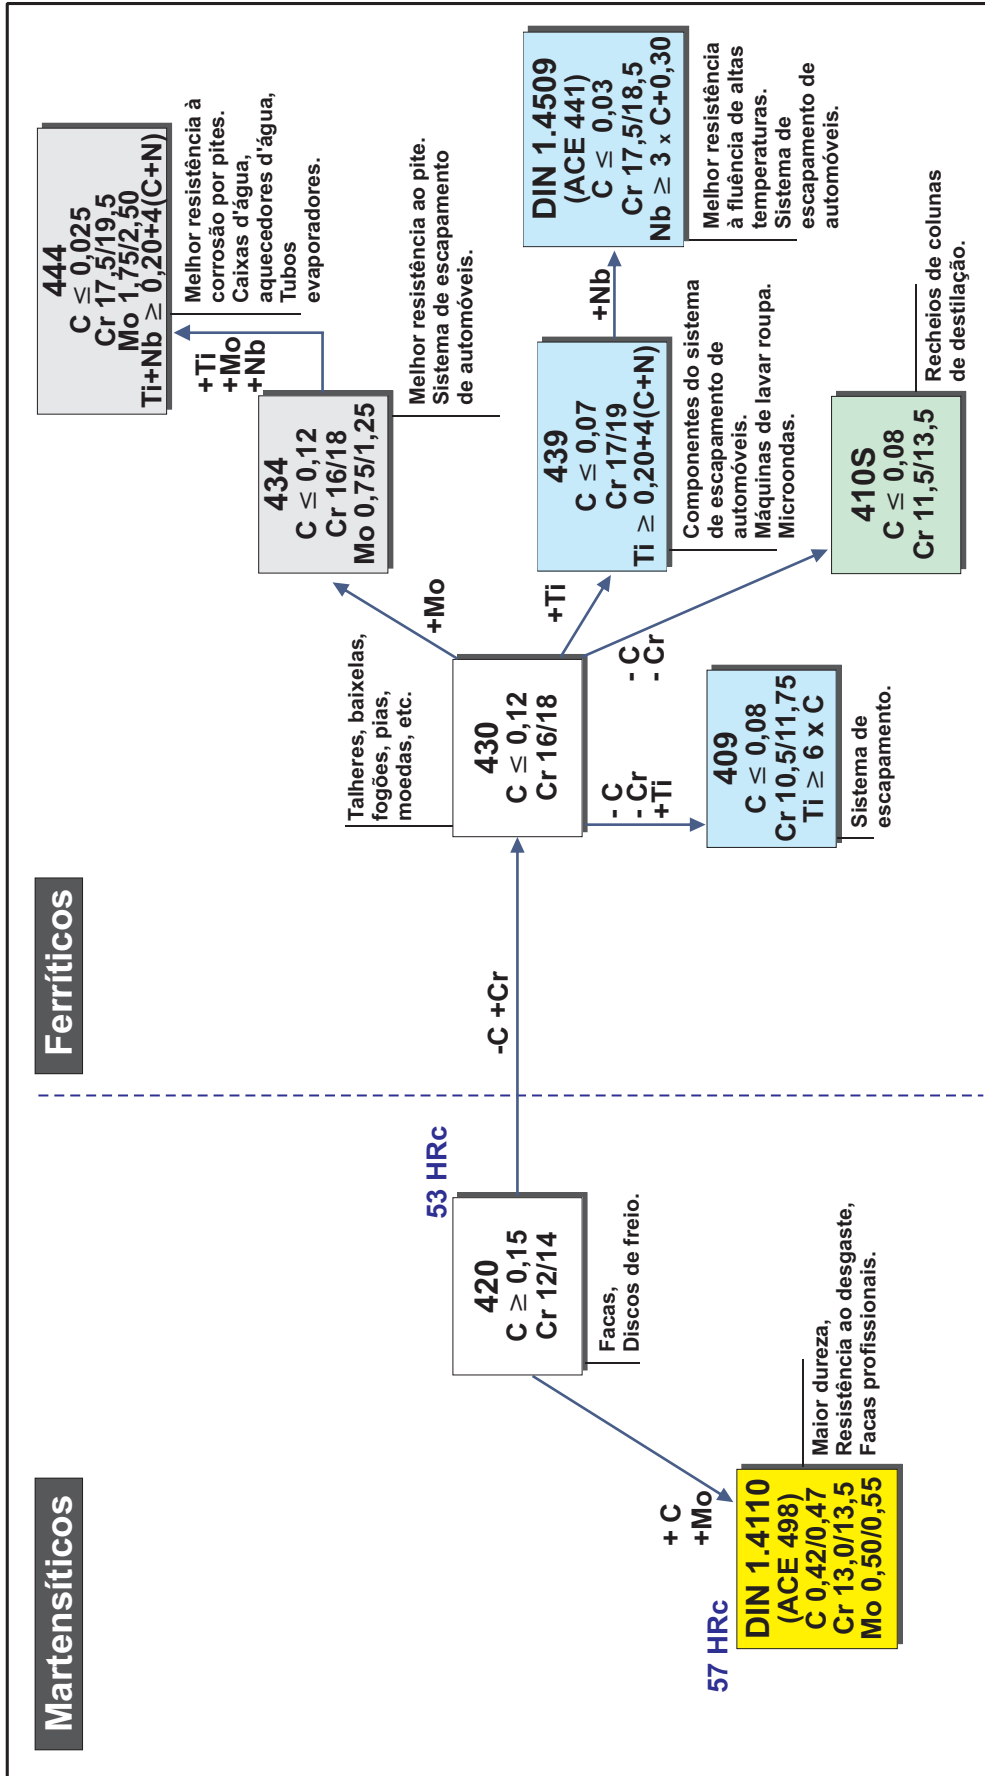 Martensíticos
Ferríticos
57 HRc
DIN 1.4110
(ACE 498)
C 0,42/0,47
Cr 13,0/13,5
Mo 0,50/0,55
Maior dureza,
Resistência ao desgaste,
Facas profissionais.
+ C
+Mo
53 HRc
420
C ≥ 0,15
Cr 12/14
Facas,
Discos de freio.
-C +Cr
Talheres, baixelas,
fogões, pias,
moedas, etc.
430
C ≤ 0,12
Cr 16/18
- C
- Cr
+Ti
409
C ≤ 0,08
Cr 10,5/11,75
Ti ≥ 6 x C
Sistema de
escapamento.
+Mo
434
C ≤ 0,12
Cr 16/18
Mo 0,75/1,25
Melhor resistência ao pite.
Sistema de escapamento
de automóveis.
+Ti
+Mo
+Nb
444
C ≤ 0,025
Cr 17,5/19,5
Mo 1,75/2,50
Ti+Nb ≥ 0,20+4(C+N)
Melhor resistência à
corrosão por pites.
Caixas d'água,
aquecedores d'água,
Tubos
evaporadores.
+Ti
439
C ≤ 0,07
Cr 17/19
Ti ≥ 0,20+4(C+N)
Componentes do sistema
de escapamento de
automóveis.
Máquinas de lavar roupa.
Microondas.
+Nb
DIN 1.4509
(ACE 441)
C ≤ 0,03
Cr 17,5/18,5
Nb ≥ 3 x C+0,30
Melhor resistência
à fluência de altas
temperaturas.
Sistema de
escapamento de
automóveis.
- C
- Cr
410S
C ≤ 0,08
Cr 11,5/13,5
Recheios de colunas
de destilação.